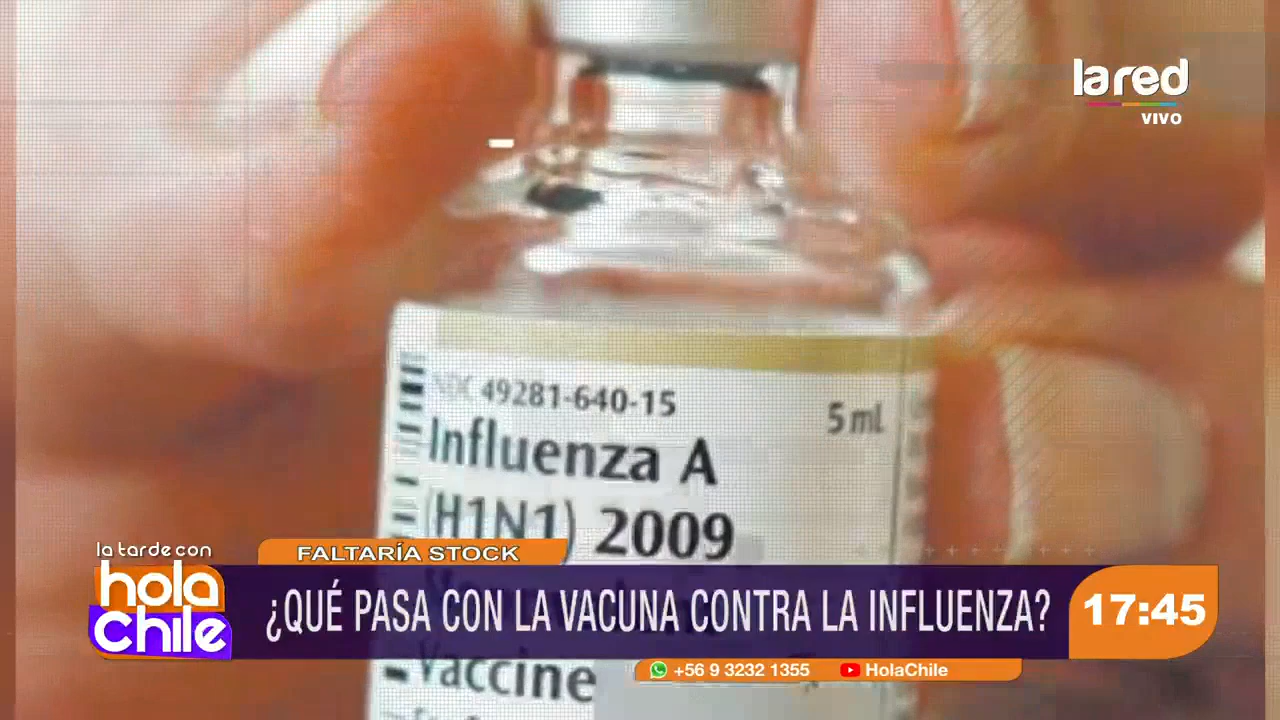 la red
VIVO
NDC 49281-640-15
5 mL
Influenza A
(H1N1) 2009
Vaccine
la tarde con
hola
chile
FALTARÍA STOCK
¿QUÉ PASA CON LA VACUNA CONTRA LA INFLUENZA?
17:45
+56 9 3232 1355
HolaChile